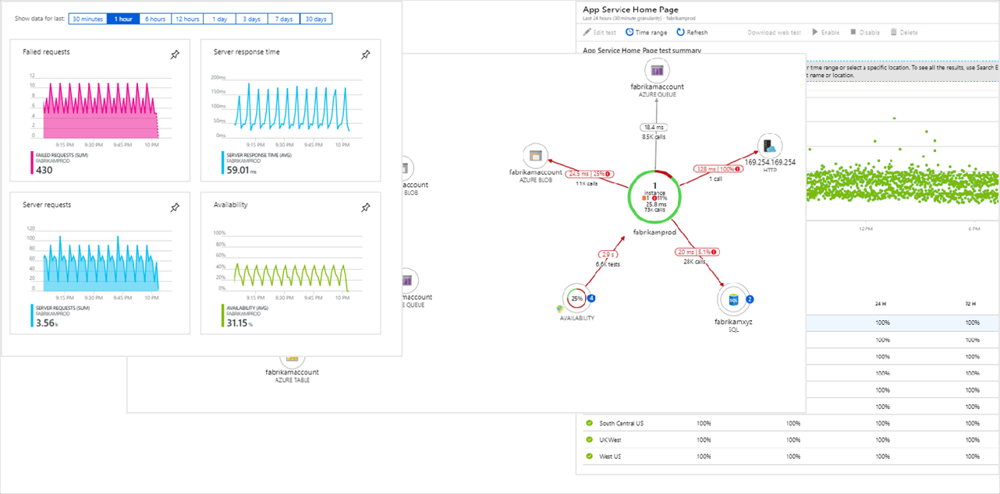 Show data for last:
30 minutes
1 hour
6 hours
12 hours
1 day
3 days
7 days
30 days
Failed requests
12
10
8
6
4
2
0
9:15 PM
9:30 PM
9:45 PM
10 PM
FAILED REQUESTS (SUM)
FABRIKAMPROD
430
Server response time
200ms
150ms
100ms
50ms
0ms
9:15 PM
9:30 PM
9:45 PM
10 PM
SERVER RESPONSE TIME (AVG)
FABRIKAMPROD
59.01 ms
Server requests
120
100
80
60
40
20
0
9:15 PM
9:30 PM
9:45 PM
10 PM
SERVER REQUESTS (SUM)
FABRIKAMPROD
3.56 k
Availability
100%
80%
60%
40%
20%
0%
9:15 PM
9:30 PM
9:45 PM
10 PM
AVAILABILITY (AVG)
FABRIKAMPROD
31.15 %
account
BLOB
maccount
E QUEUE
fabrikamaccount
AZURE TABLE
fabrikamaccount
AZURE QUEUE
18.4 ms
8.5K calls
fabrikamaccount
AZURE BLOB
24.5 ms | 25%
11K calls
328 ms | 100%
1 call
169.254.169.254
HTTP
1
instance
1 11%
25.8 ms
73K calls
fabrikamprod
2.9 s
6.6K tests
20 ms | 5.1%
28K calls
25%
4
AVAILABILITY
SQL
2
fabrikamxyz
SQL
App Service Home Page
Last 24 hours (30 minute granularity) - fabrikamprod
Edit test
Time range
Refresh
Download web test
Enable
Disable
Delete
App Service Home Page test summary
r time range or select a specific location. To see all the results, use Search E
t name or location.
12 PM
6 PM
24 H
72 H
100%
100%
100%
100%
100%
100%
100%
100%
100%
100%
100%
100%
South Central US
100%
100%
100%
100%
UK West
100%
100%
100%
100%
West US
100%
100%
100%
100%